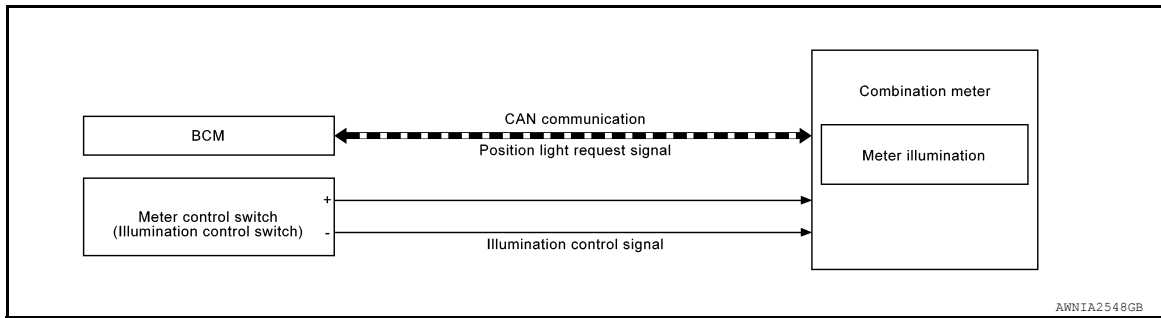 Combination meter
CAN communication
BCM
Position light request signal
Meter illumination
+
Meter control switch
(Illumination control switch)
-
Illumination control signal
AWNIA2548GB